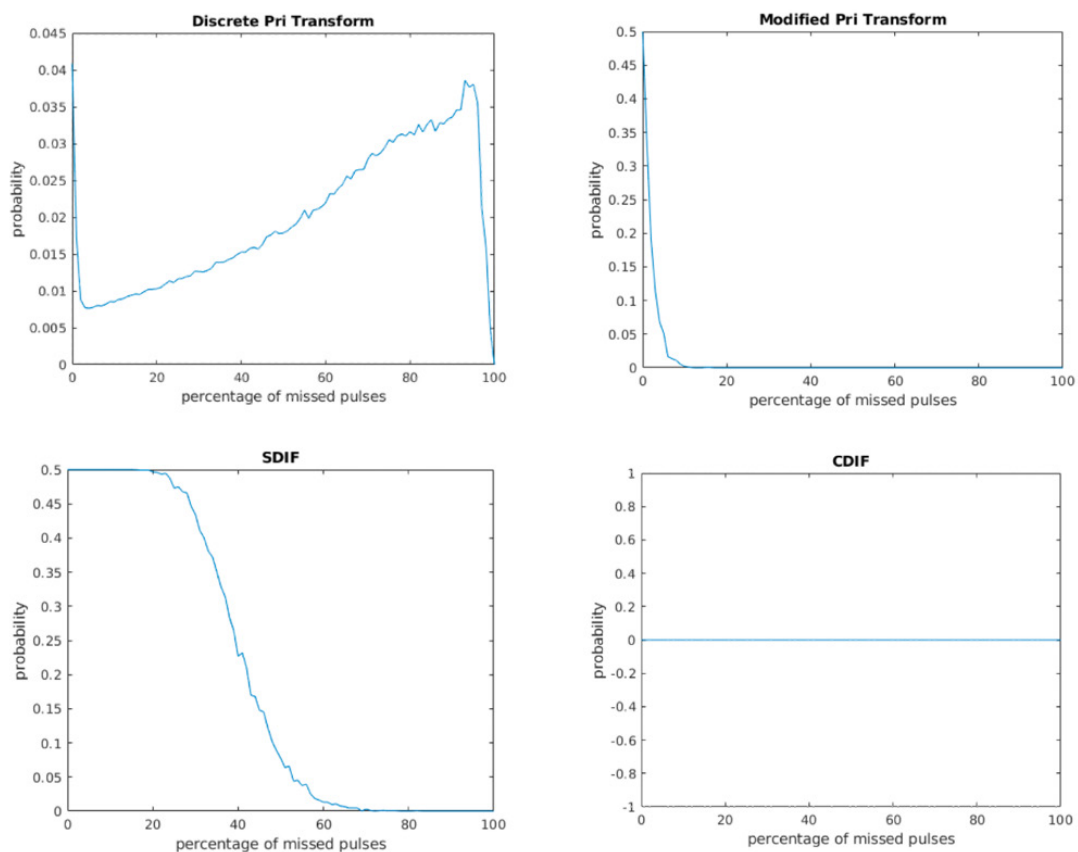 Discrete Pri Transform
0.045
0.04
0.035
0.03
0.025
0.02
0.015
0.01
0.005
0
probability
0 20 40 60 80 100
percentage of missed pulses
Modified Pri Transform
0.5
0.45
0.4
0.35
0.3
0.25
0.2
0.15
0.1
0.05
0
probability
0 20 40 60 80 100
percentage of missed pulses
SDIF
0.5
0.45
0.4
0.35
0.3
0.25
0.2
0.15
0.1
0.05
0
probability
0 20 40 60 80 100
percentage of missed pulses
CDIF
1
0.8
0.6
0.4
0.2
0
-0.2
-0.4
-0.6
-0.8
-1
probability
0 20 40 60 80 100
percentage of missed pulses